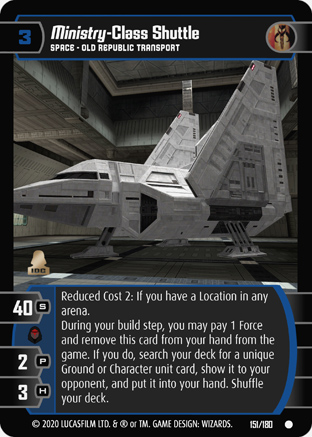 3
Ministry-Class Shuttle
SPACE - OLD REPUBLIC TRANSPORT
IDC
40 S
2 P
3 H
Reduced Cost 2: If you have a Location in any
arena.
During your build step, you may pay 1 Force
and remove this card from your hand from the
game. If you do, search your deck for a unique
Ground or Character unit card, show it to your
opponent, and put it into your hand. Shuffle
your deck.
© 2020 LUCASFILM LTD. & ® or TM. GAME DESIGN: WIZARDS.
151/180